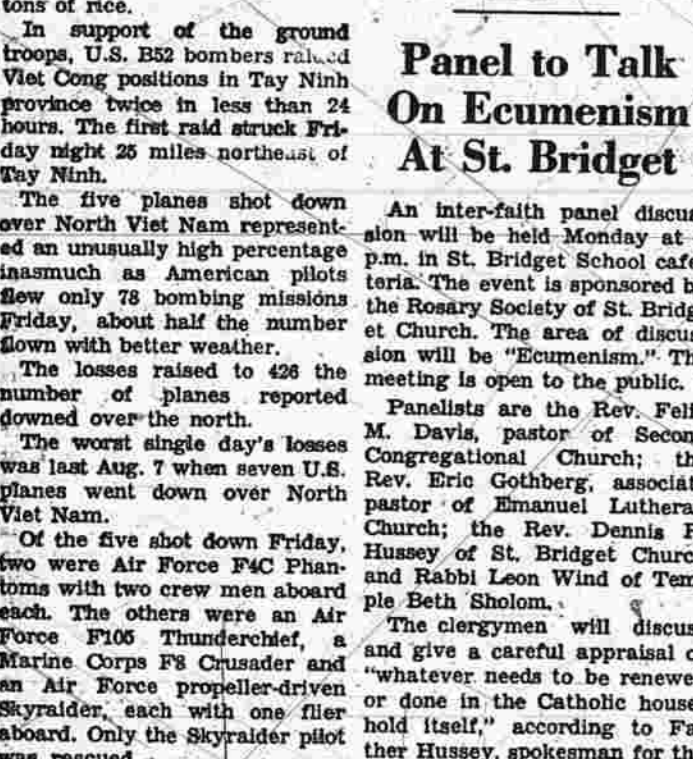 tons of rice.
In support of the ground
troops, U.S. B52 bombers raided
Viet Cong positions in Tay Ninh
province twice in less than 24
hours. The first raid struck Fri-
day night 25 miles northeast of
Tay Ninh.
The five planes shot down
over North Viet Nam represent-
ed an unusually high percentage
inasmuch as American pilots
flew only 78 bombing missions
Friday, about half the number
flown with better weather.
The losses raised to 426 the
number of planes reported
downed over the north.
The worst single day's losses
was last Aug. 7 when seven U.S.
planes went down over North
Viet Nam.
Of the five shot down Friday,
two were Air Force F4C Phan-
toms with two crew men aboard
each. The others were an Air
Force F105 Thunderchief, a
Marine Corps F8 Crusader and
an Air Force propeller-driven
Skyraider, each with one flier
aboard. Only the Skyraider pilot
was rescued.
Panel to Talk
On Ecumenism
At St. Bridget
An inter-faith panel discus
sion will be held Monday at
p.m. in St. Bridget School cafe
teria. The event is sponsored b
the Rosary Society of St. Bridg
et Church. The area of discus
sion will be "Ecumenism." Th
meeting is open to the public.
Panelists are the Rev. Feli
M. Davis, pastor of Secon
Congregational Church; th
Rev. Eric Gothberg, associat
pastor of Emanuel Luthera
Church; the Rev. Dennis
Hussey of St. Bridget Churc
and Rabbi Leon Wind of Tem
ple Beth Sholom.
The clergymen will discus
and give a careful appraisal o
"whatever needs to be renewe
or done in the Catholic house
hold itself," according to Fa
ther Hussey, spokesman for th